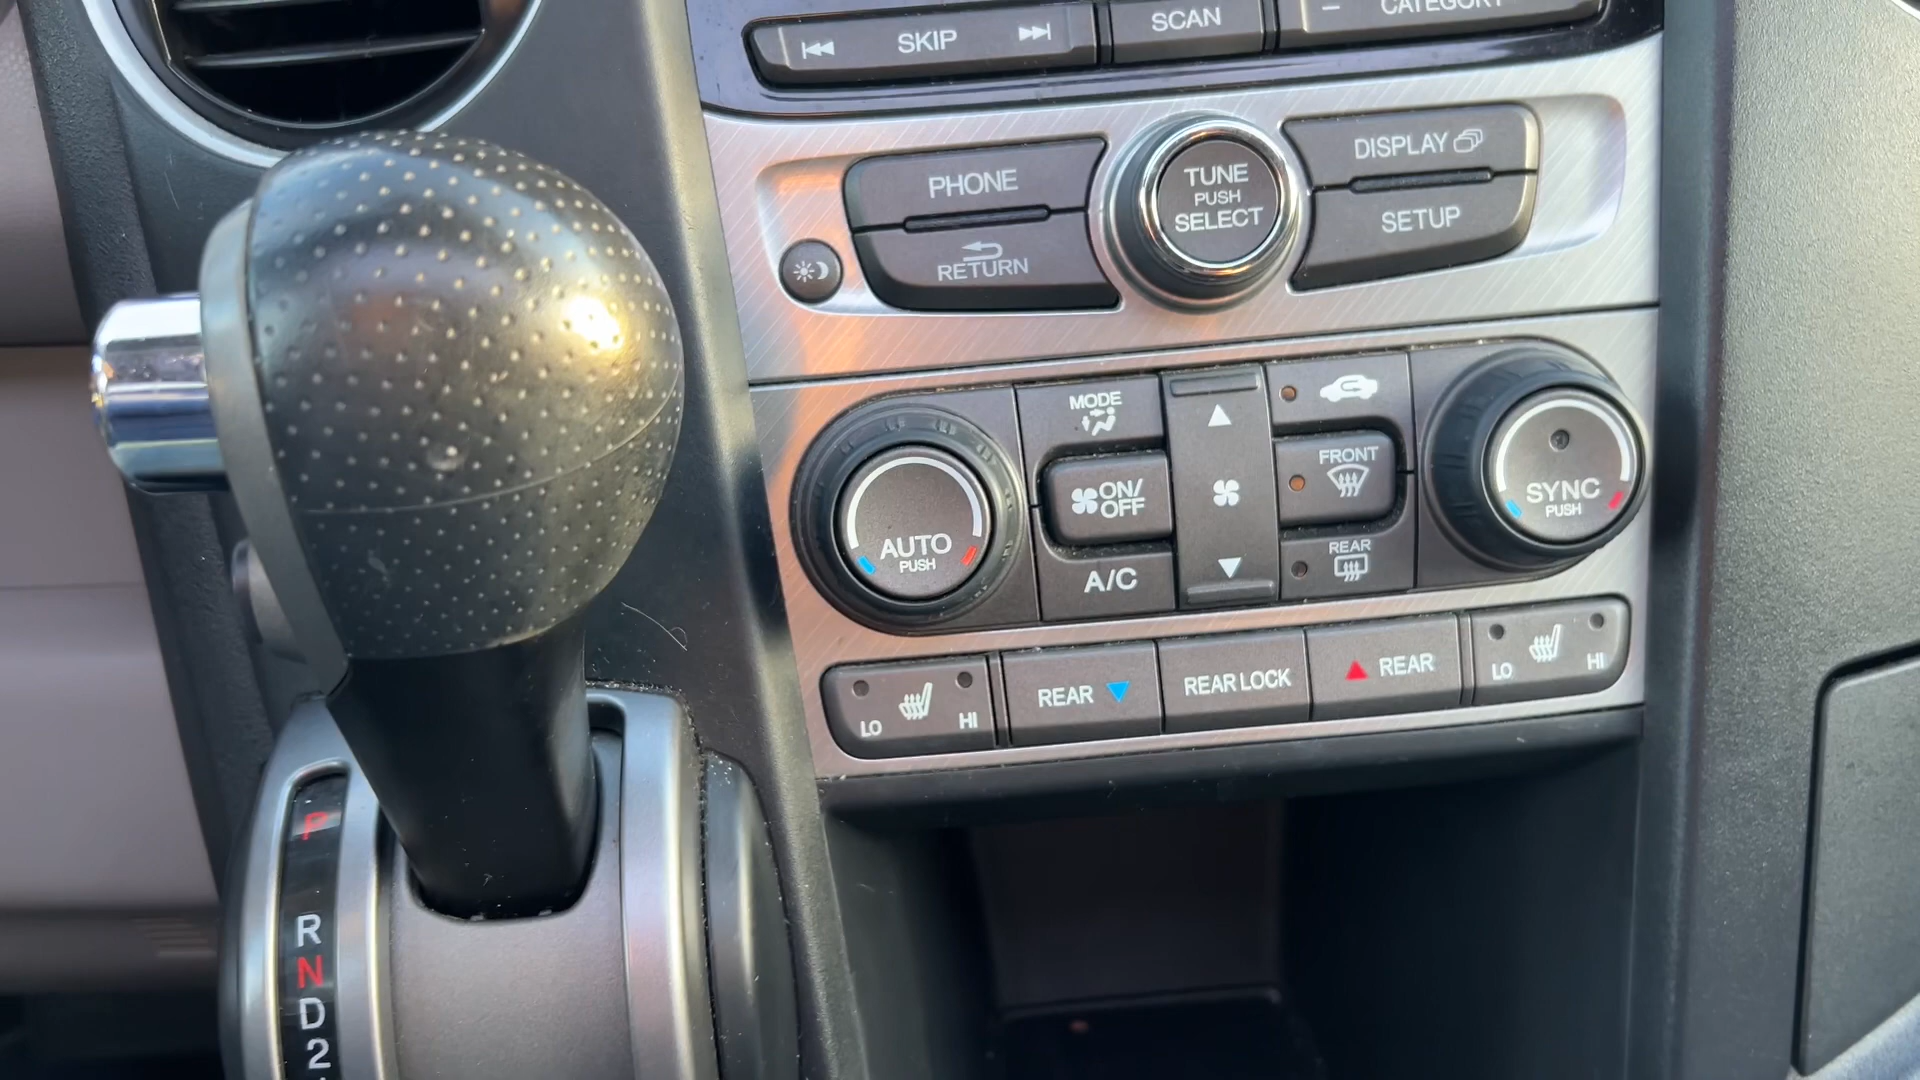 SKIP
SCAN
– CATEGORY
PHONE
RETURN
TUNE
PUSH
SELECT
DISPLAY
SETUP
MODE
ON/
OFF
A/C
AUTO
PUSH
FRONT
REAR
SYNC
PUSH
LO
HI
REAR
REAR LOCK
REAR
LO
HI
P
R
N
D
2